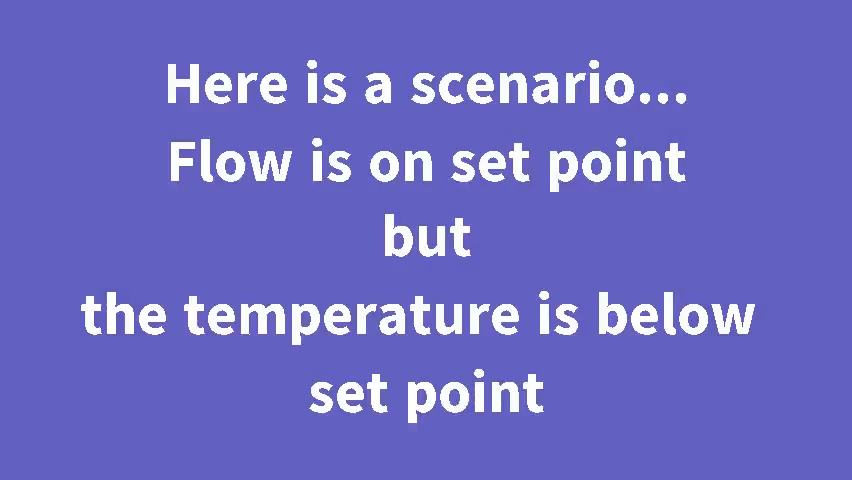 Here is a scenario...
Flow is on set point
but
the temperature is below
set point